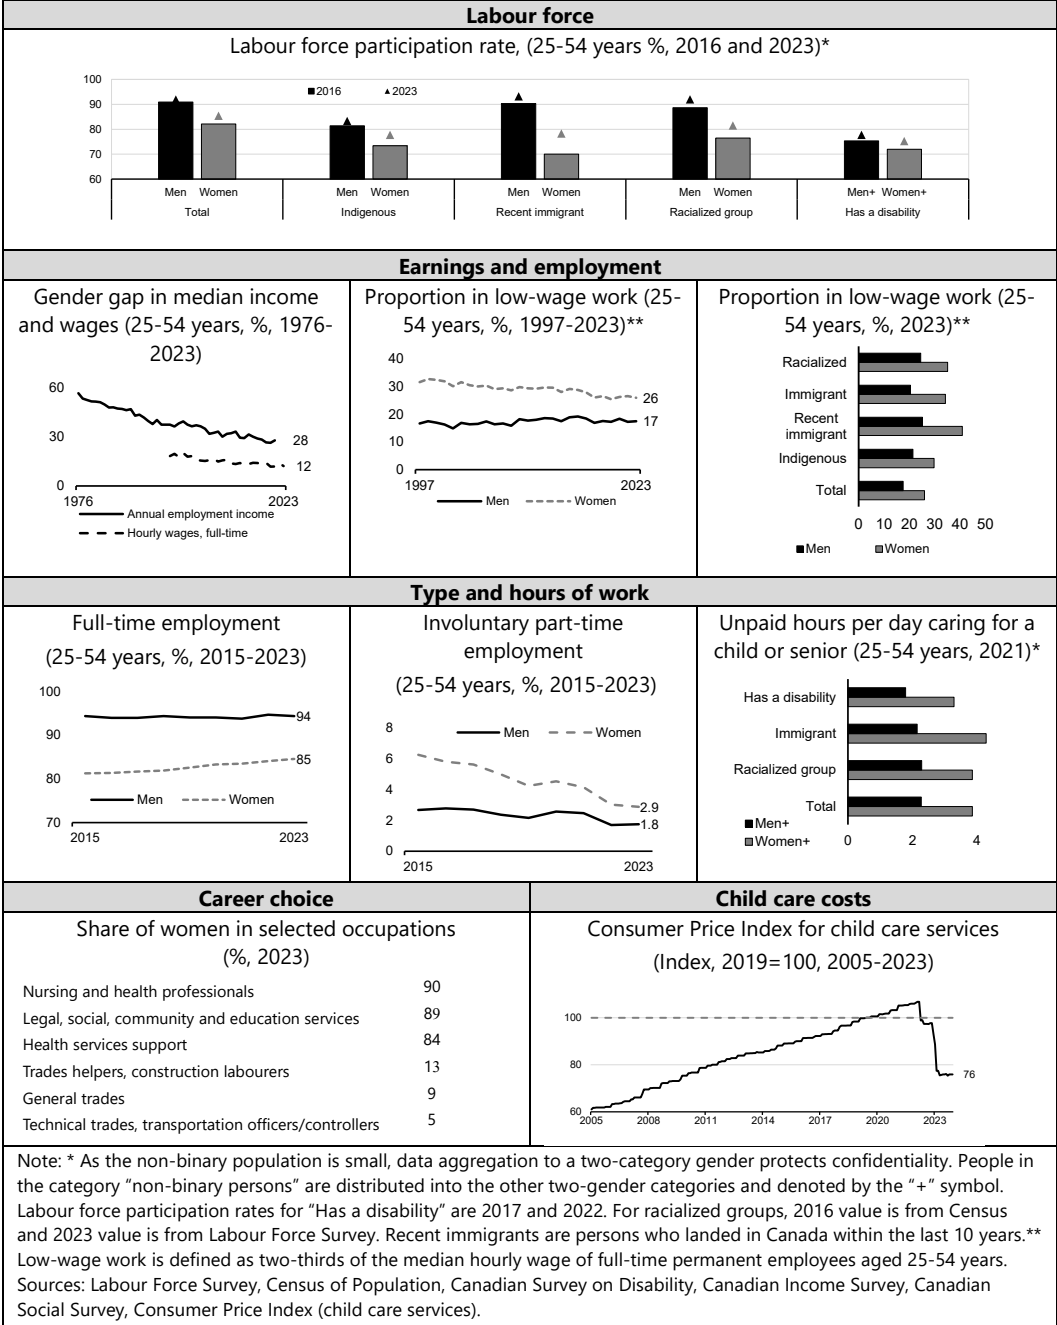 Labour force
Labour force participation rate, (25-54 years %, 2016 and 2023)*
100
90
80
70
60
2016
2023
Men Women Men Women Men Women Men Women Men+ Women+
Total Indigenous Recent immigrant Racialized group Has a disability
Earnings and employment
Gender gap in median income
and wages (25-54 years, %, 1976-
2023)
60
30
0
28
12
1976 2023
Annual employment income
Hourly wages, full-time
Proportion in low-wage work (25-
54 years, %, 1997-2023)**
40
30
20
10
0
26
17
1997 2023
Men Women
Proportion in low-wage work (25-
54 years, %, 2023)**
Racialized
Immigrant
Recent
immigrant
Indigenous
Total
0 10 20 30 40 50
Men Women
Type and hours of work
Full-time employment
(25-54 years, %, 2015-2023)
100
90
80
70
94
85
Men Women
2015 2023
Involuntary part-time
employment
(25-54 years, %, 2015-2023)
8
6
4
2
0
Men Women
2.9
1.8
2015 2023
Unpaid hours per day caring for a
child or senior (25-54 years, 2021)*
Has a disability
Immigrant
Racialized group
Total
Men+
Women+
0 2 4
Career choice
Share of women in selected occupations
(%, 2023)
Nursing and health professionals 90
Legal, social, community and education services 89
Health services support 84
Trades helpers, construction labourers 13
General trades 9
Technical trades, transportation officers/controllers 5
Child care costs
Consumer Price Index for child care services
(Index, 2019=100, 2005-2023)
100
80
60
76
2005 2008 2011 2014 2017 2020 2023
Note: * As the non-binary population is small, data aggregation to a two-category gender protects confidentiality. People in
the category “non-binary persons” are distributed into the other two-gender categories and denoted by the “+” symbol.
Labour force participation rates for “Has a disability” are 2017 and 2022. For racialized groups, 2016 value is from Census
and 2023 value is from Labour Force Survey. Recent immigrants are persons who landed in Canada within the last 10 years.**
Low-wage work is defined as two-thirds of the median hourly wage of full-time permanent employees aged 25-54 years.
Sources: Labour Force Survey, Census of Population, Canadian Survey on Disability, Canadian Income Survey, Canadian
Social Survey, Consumer Price Index (child care services).